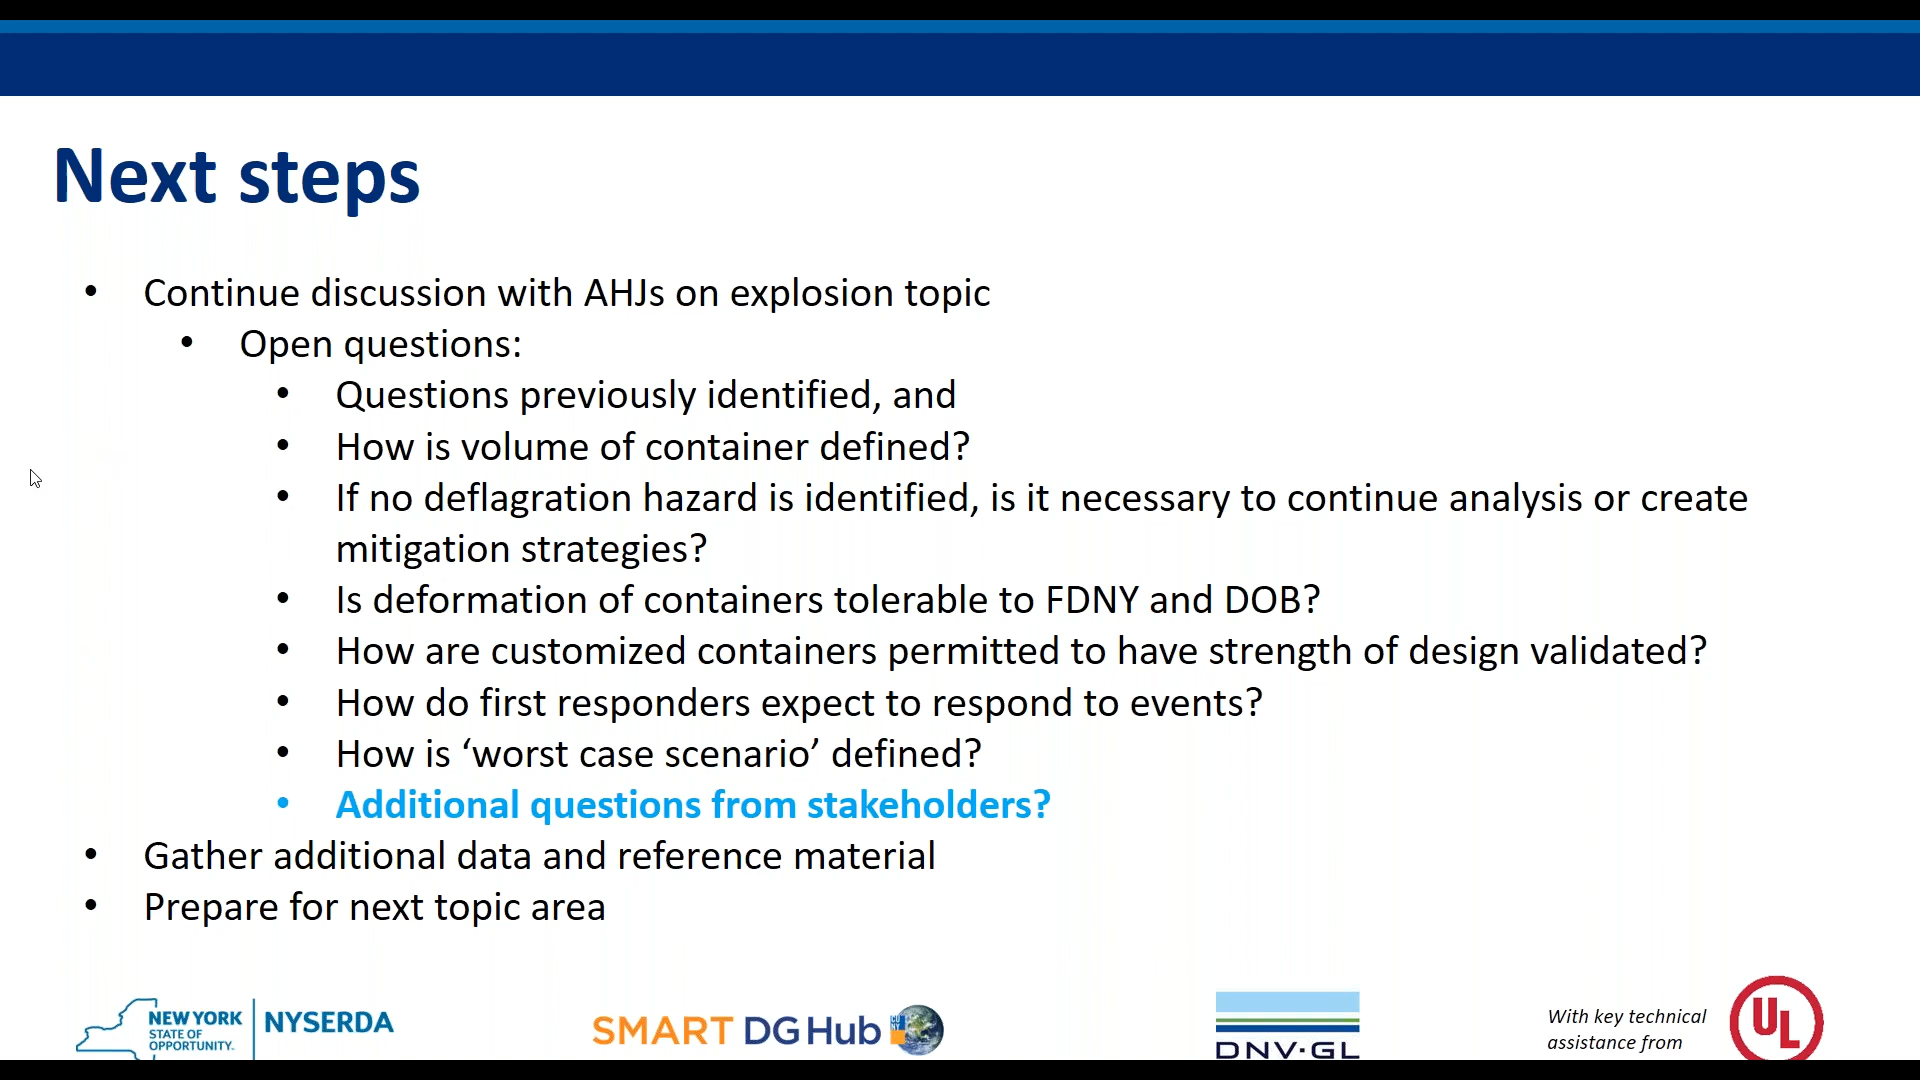 Next steps
• Continue discussion with AHJs on explosion topic
• Open questions:
• Questions previously identified, and
• How is volume of container defined?
• If no deflagration hazard is identified, is it necessary to continue analysis or create
mitigation strategies?
• Is deformation of containers tolerable to FDNY and DOB?
• How are customized containers permitted to have strength of design validated?
• How do first responders expect to respond to events?
• How is ‘worst case scenario’ defined?
• Additional questions from stakeholders?
• Gather additional data and reference material
• Prepare for next topic area
NEW YORK
STATE OF
OPPORTUNITY.
NYSERDA
SMART DG Hub
CUNY
DNV·GL
With key technical
assistance from
UL